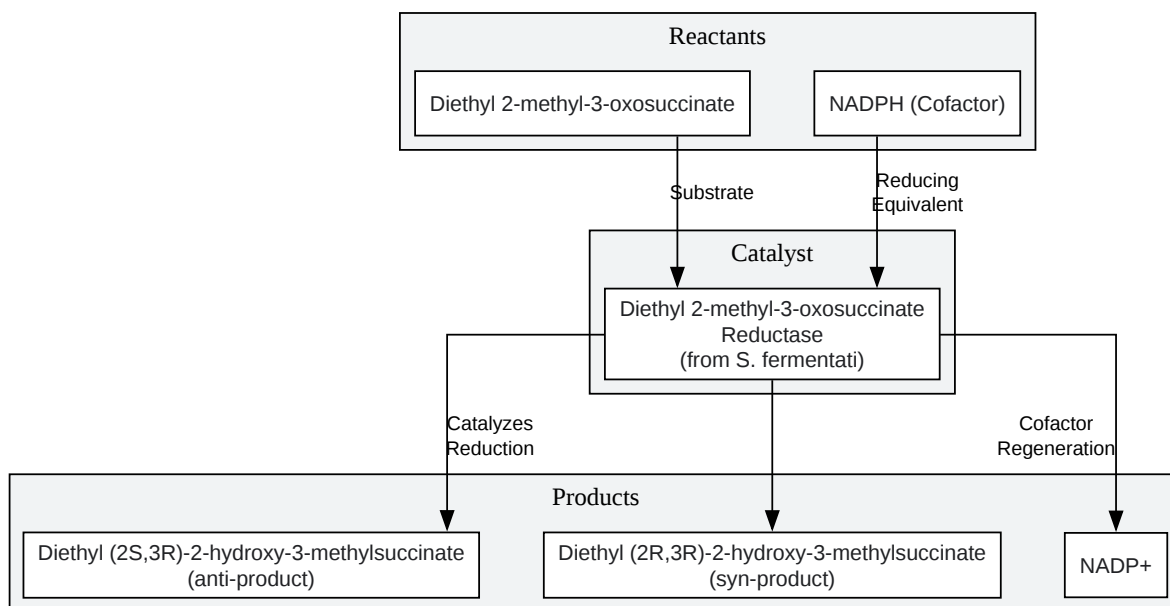 Reactants
Diethyl 2-methyl-3-oxosuccinate
NADPH (Cofactor)
Substrate
Reducing
Equivalent
Catalyst
Diethyl 2-methyl-3-oxosuccinate
Reductase
(from S. fermentati)
Catalyzes
Reduction
Cofactor
Regeneration
Products
Diethyl (2S,3R)-2-hydroxy-3-methylsuccinate
(anti-product)
Diethyl (2R,3R)-2-hydroxy-3-methylsuccinate
(syn-product)
NADP+